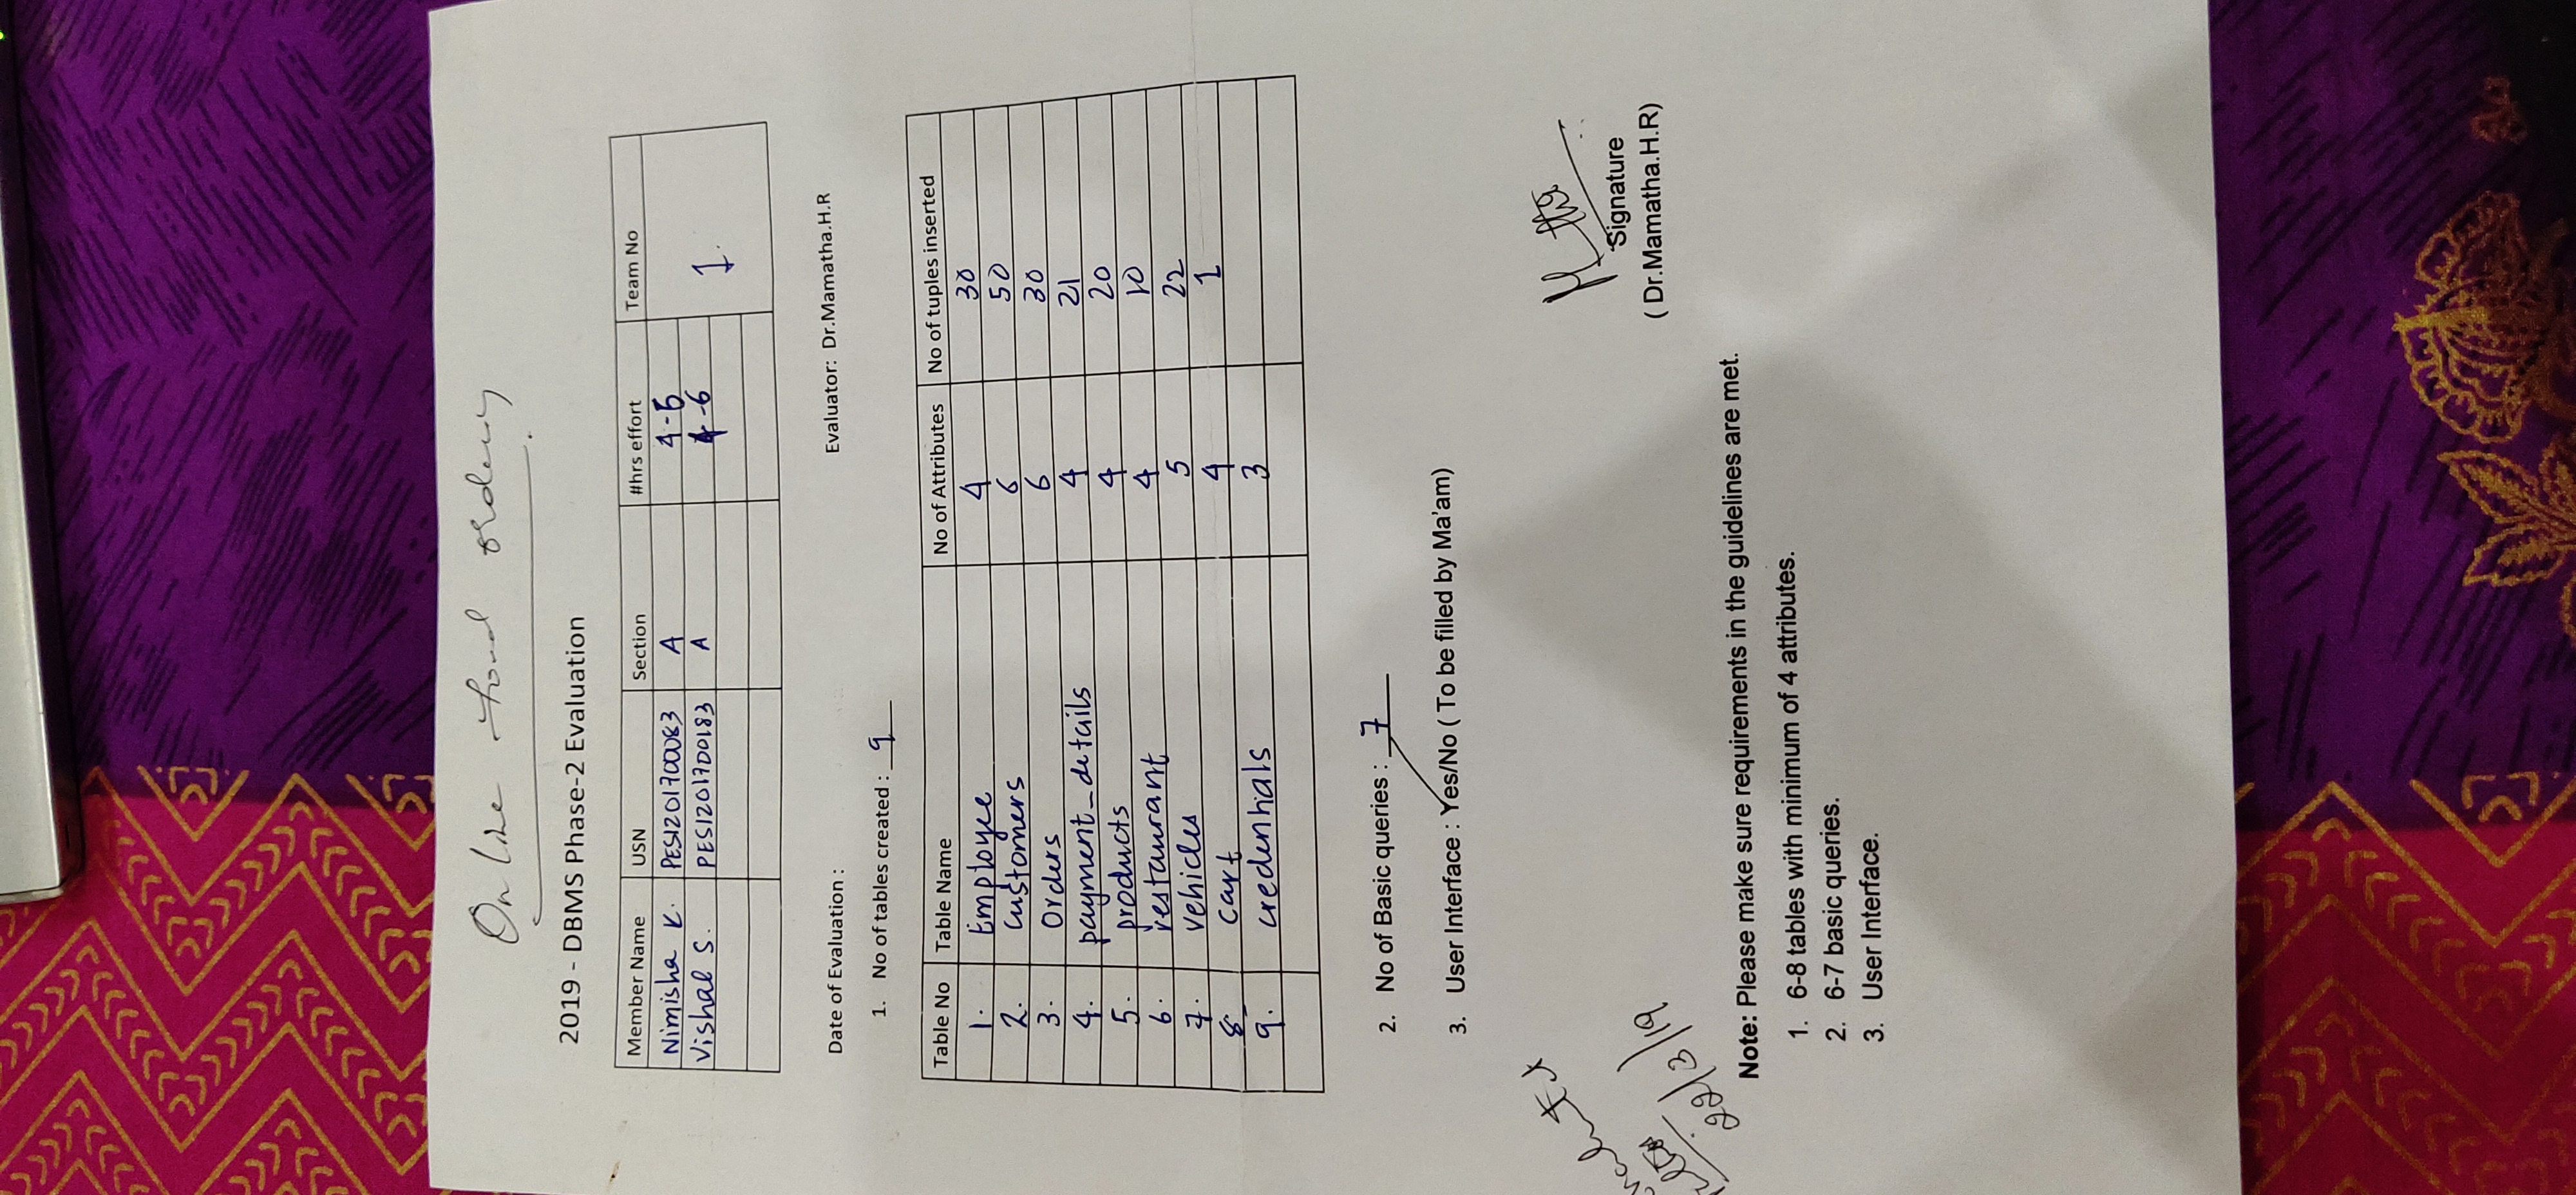 Online food ordering
2019 - DBMS Phase-2 Evaluation
Member Name USN Section #hrs effort Team No
Nimisha K. PES1201700083 A 4-5
Vishal S. PES1201700183 A 4-6
1.
Date of Evaluation : Evaluator: Dr.Mamatha.H.R
1. No of tables created : 9
Table No Table Name No of Attributes No of tuples inserted
1. Employee 4 30
2. customers 6 50
3. Orders 6 30
4. payment_details 4 21
5. products 4 20
6. restaurant 4 10
7. vehicles 5 22
8 cart 4 1
9. credentials 3
2. No of Basic queries : 7
3. User Interface : Yes/No ( To be filled by Ma'am)
22/3/19
Signature
( Dr.Mamatha.H.R)
Note: Please make sure requirements in the guidelines are met.
1. 6-8 tables with minimum of 4 attributes.
2. 6-7 basic queries.
3. User Interface.